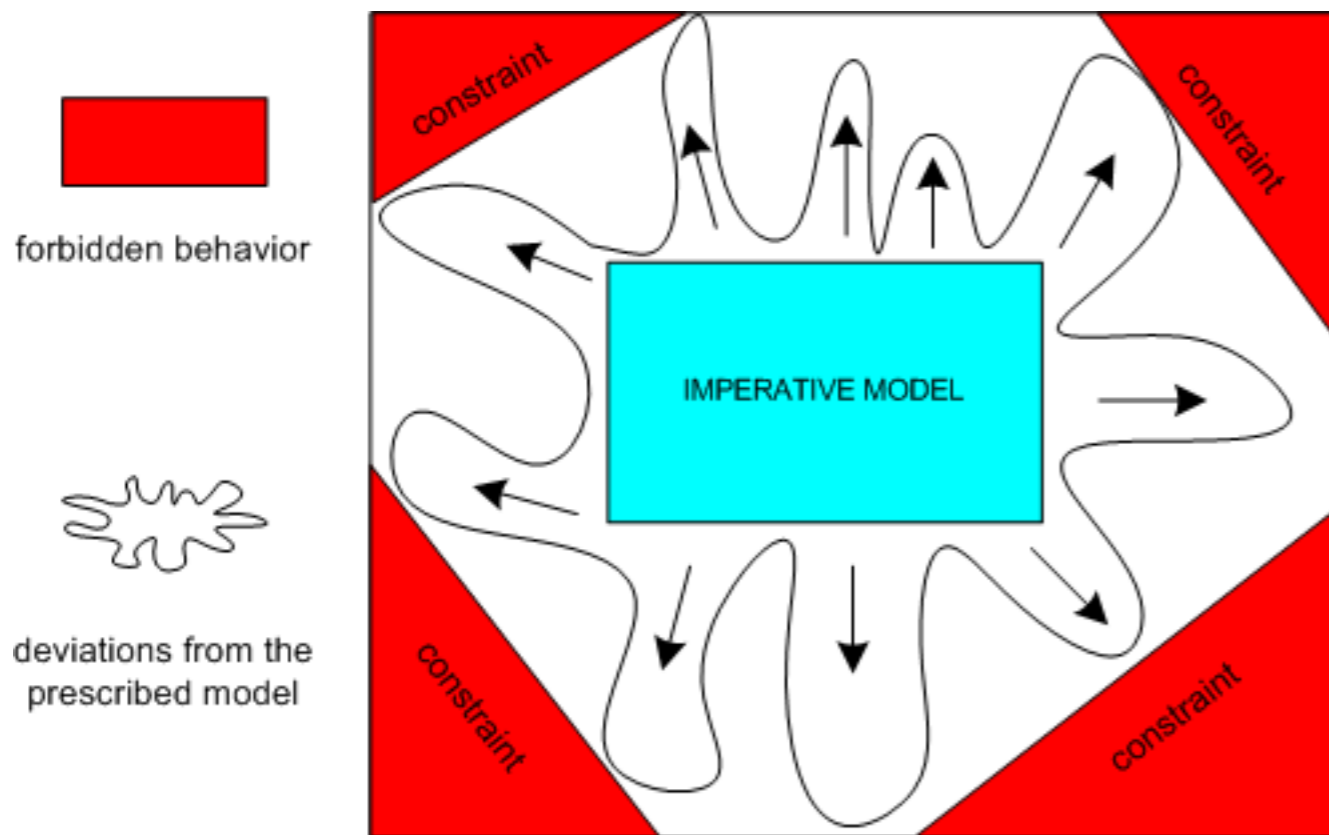 forbidden behavior
deviations from the
prescribed model
constraint
constraint
IMPERATIVE MODEL
constraint
constraint